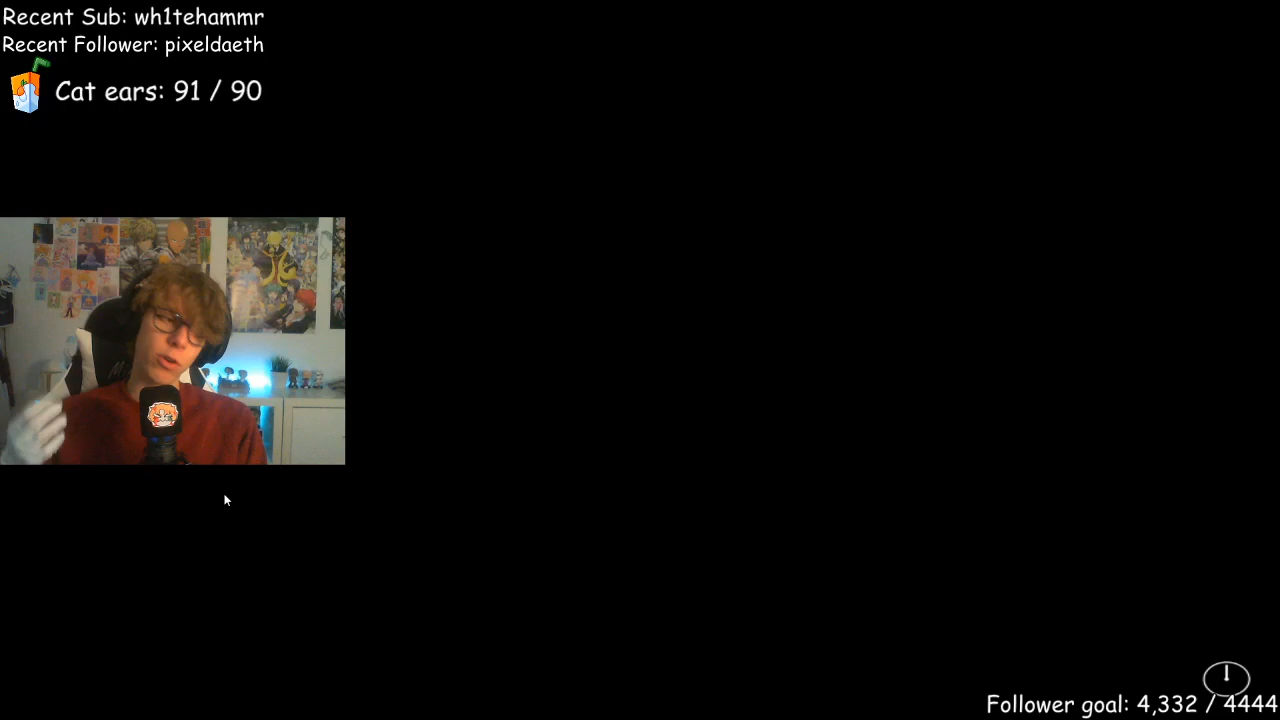 Recent Sub: wh1tehammr
Recent Follower: pixeldaeth
Cat ears: 91 / 90
Follower goal: 4,332 / 4444